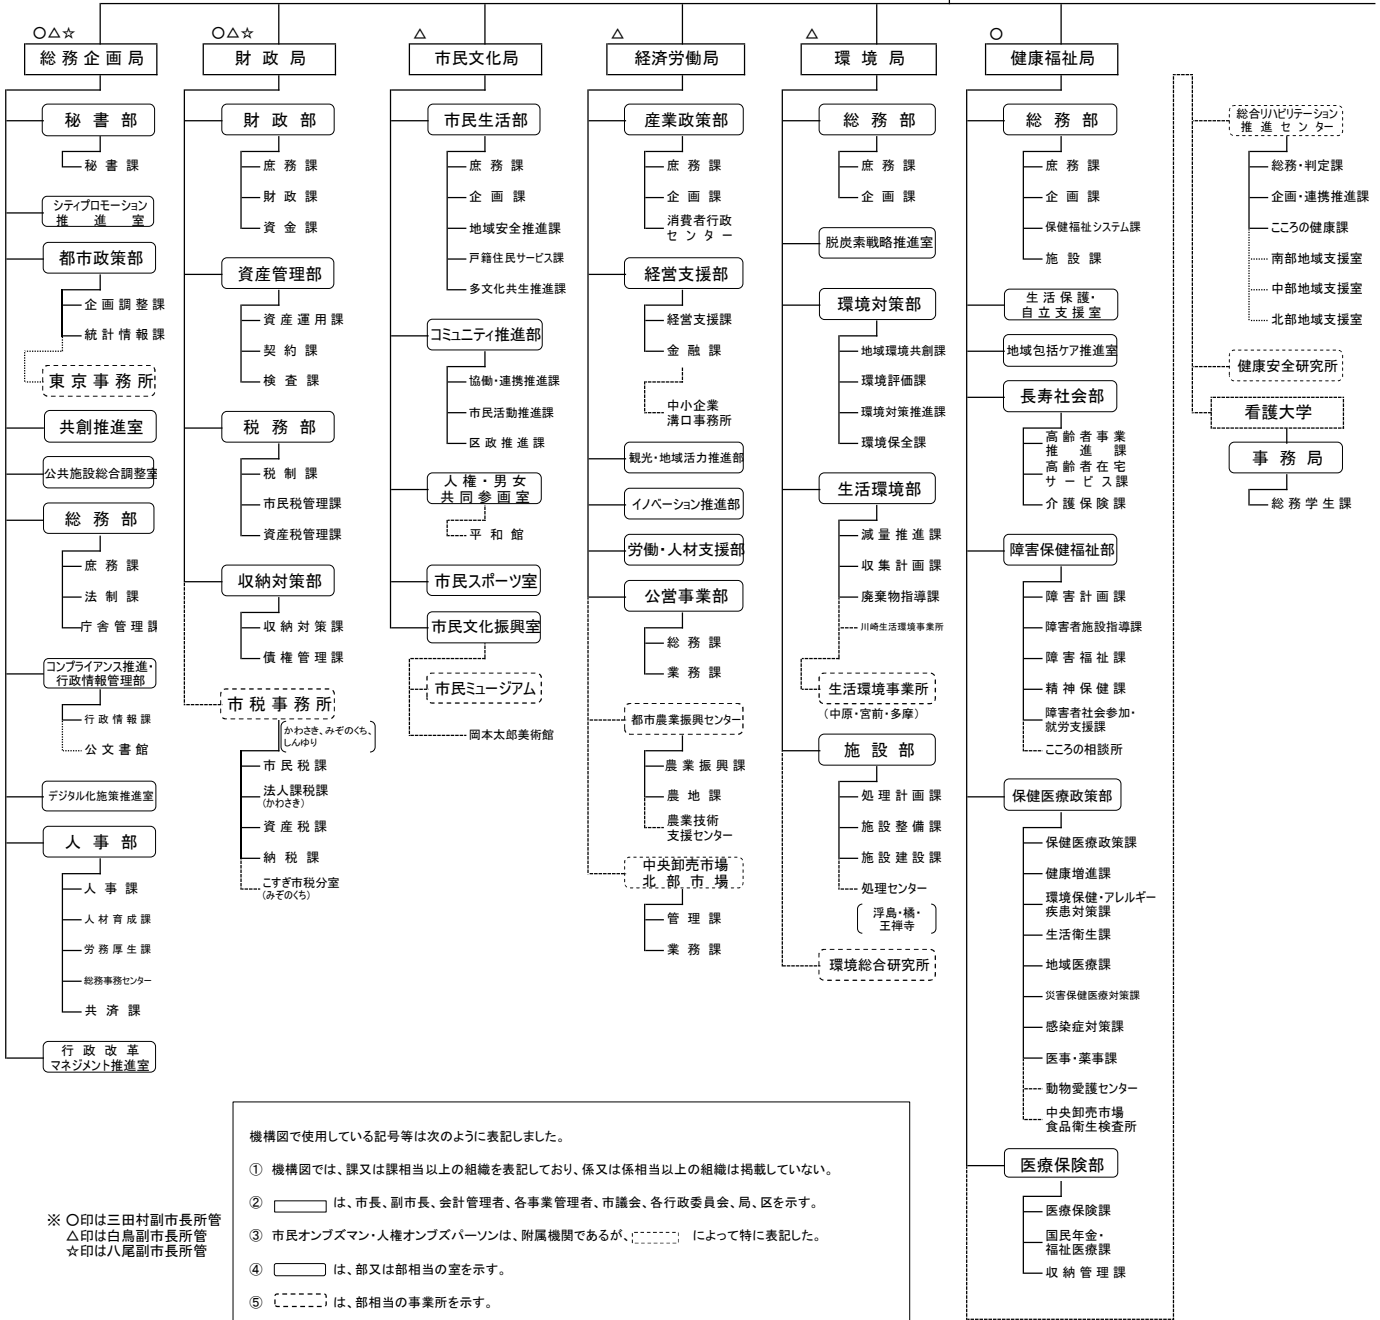 ○△☆
総務企画局
秘書部
秘書課
シティプロモーション
推進室
都市政策部
企画調整課
統計情報課
東京事務所
共創推進室
公共施設総合調整室
総務部
庶務課
法制課
庁舎管理課
コンプライアンス推進・
行政情報管理部
行政情報課
公文書館
デジタル化施策推進室
人事部
人事課
人材育成課
労務厚生課
総務事務センター
共済課
行政改革
マネジメント推進室
○△☆
財政局
財政部
庶務課
財政課
資金課
資産管理部
資産運用課
契約課
検査課
税務部
税制課
市民税管理課
資産税管理課
収納対策部
収納対策課
債権管理課
市税事務所
かわさき、みぞのくち、
しんゆり
市民税課
法人課税課
(かわさき)
資産税課
納税課
こすぎ市税分室
(みぞのくち)
△
市民文化局
市民生活部
庶務課
企画課
地域安全推進課
戸籍住民サービス課
多文化共生推進課
コミュニティ推進部
協働・連携推進課
市民活動推進課
区政推進課
人権・男女
共同参画室
平和館
市民スポーツ室
市民文化振興室
市民ミュージアム
岡本太郎美術館
△
経済労働局
産業政策部
庶務課
企画課
消費者行政
センター
経営支援部
経営支援課
金融課
中小企業
溝口事務所
観光・地域活力推進部
イノベーション推進部
労働・人材支援部
公営事業部
総務課
業務課
都市農業振興センター
農業振興課
農地課
農業技術
支援センター
中央卸売市場
北部市場
管理課
業務課
△
環境局
総務部
庶務課
企画課
脱炭素戦略推進室
環境対策部
地域環境共創課
環境評価課
環境対策推進課
環境保全課
生活環境部
減量推進課
収集計画課
廃棄物指導課
川崎生活環境事業所
生活環境事業所
(中原・宮前・多摩)
施設部
処理計画課
施設整備課
施設建設課
処理センター
浮島・橘・
王禅寺
環境総合研究所
○
健康福祉局
総務部
庶務課
企画課
保健福祉システム課
施設課
生活保護・
自立支援室
地域包括ケア推進室
長寿社会部
高齢者事業
推進課
高齢者在宅
サービス課
介護保険課
障害保健福祉部
障害計画課
障害者施設指導課
障害福祉課
精神保健課
障害者社会参加・
就労支援課
こころの相談所
保健医療政策部
保健医療政策課
健康増進課
環境保健・アレルギー
疾患対策課
生活衛生課
地域医療課
災害保健医療対策課
感染症対策課
医事・薬事課
動物愛護センター
中央卸売市場
食品衛生検査所
医療保険部
医療保険課
国民年金・
福祉医療課
収納管理課
総合リハビリテーション
推進センター
総務・判定課
企画・連携推進課
こころの健康課
南部地域支援室
中部地域支援室
北部地域支援室
健康安全研究所
看護大学
事務局
総務学生課
※ ○印は三田村副市長所管
△印は白鳥副市長所管
☆印は八尾副市長所管
機構図で使用している記号等は次のように表記しました。
① 機構図では、課又は課相当以上の組織を表記しており、係又は係相当以上の組織は掲載していない。
② は、市長、副市長、会計管理者、各事業管理者、市議会、各行政委員会、局、区を示す。
③ 市民オンブズマン・人権オンブズパーソンは、附属機関であるが、 によって特に表記した。
④ は、部又は部相当の室を示す。
⑤ は、部相当の事業所を示す。